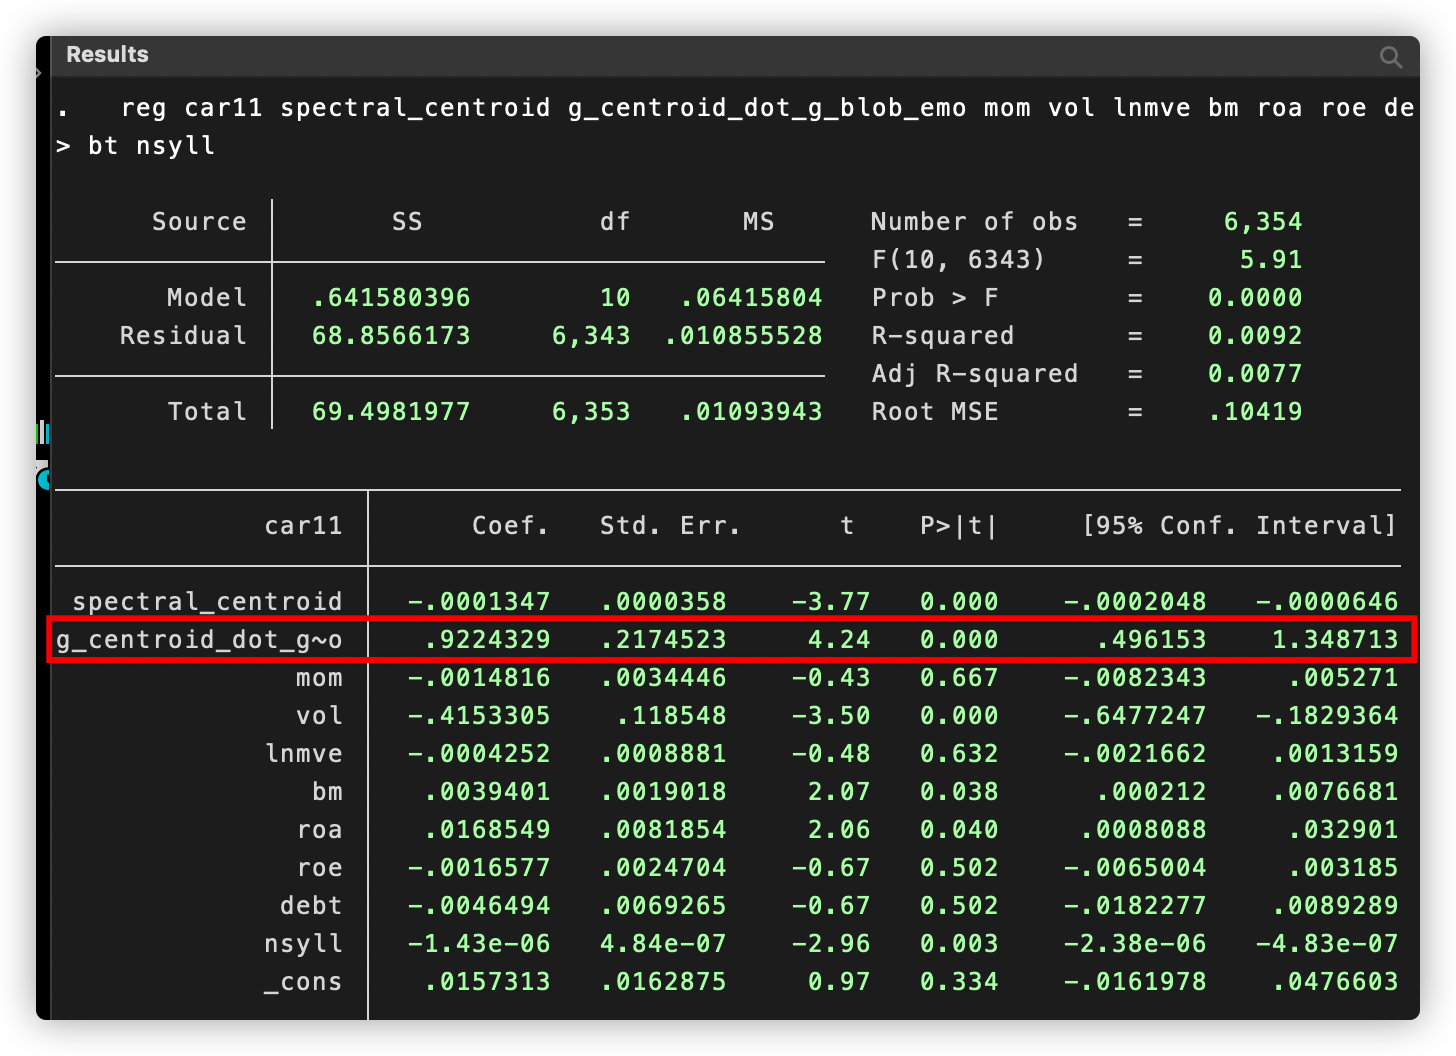 Results
. reg car11 spectral_centroid g_centroid_dot_g_blob_emo mom vol lnmve bm roa roe de
> bt nsyll
Source SS df MS Number of obs = 6,354
F(10, 6343) = 5.91
Model .641580396 10 .06415804 Prob > F = 0.0000
Residual 68.8566173 6,343 .010855528 R-squared = 0.0092
Adj R-squared = 0.0077
Total 69.4981977 6,353 .01093943 Root MSE = .10419
car11 Coef. Std. Err. t P>|t| [95% Conf. Interval]
spectral_centroid -.0001347 .0000358 -3.77 0.000 -.0002048 -.0000646
g_centroid_dot_g~o .9224329 .2174523 4.24 0.000 .496153 1.348713
mom -.0014816 .0034446 -0.43 0.667 -.0082343 .005271
vol -.4153305 .118548 -3.50 0.000 -.6477247 -.1829364
lnmve -.0004252 .0008881 -0.48 0.632 -.0021662 .0013159
bm .0039401 .0019018 2.07 0.038 .000212 .0076681
roa .0168549 .0081854 2.06 0.040 .0008088 .032901
roe -.0016577 .0024704 -0.67 0.502 -.0065004 .003185
debt -.0046494 .0069265 -0.67 0.502 -.0182277 .0089289
nsyll -1.43e-06 4.84e-07 -2.96 0.003 -2.38e-06 -4.83e-07
_cons .0157313 .0162875 0.97 0.334 -.0161978 .0476603